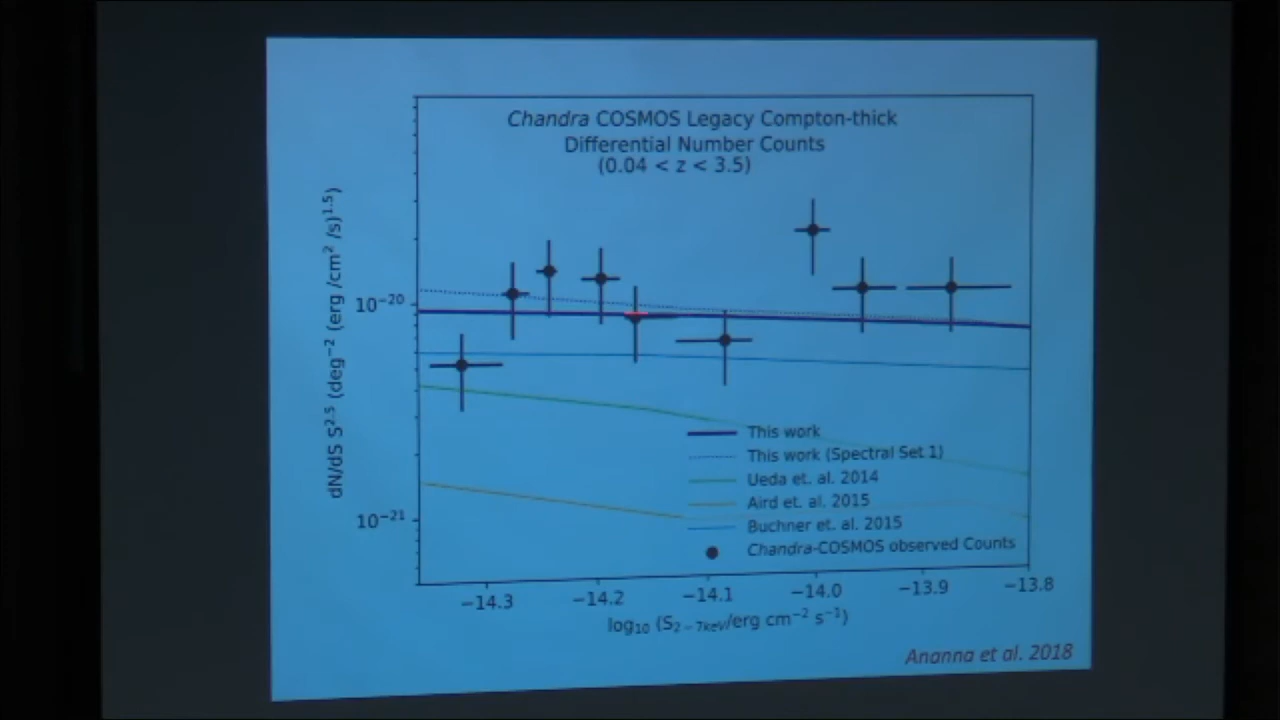 Chandra COSMOS Legacy Compton-thick
Differential Number Counts
(0.04 < z < 3.5)
dN/dS S^2.5 (deg^−2 (erg /cm^2 /s)^1.5)
10^−20
10^−21
This work
This work (Spectral Set 1)
Ueda et. al. 2014
Aird et. al. 2015
Buchner et. al. 2015
Chandra-COSMOS observed Counts
−14.3
−14.2
−14.1
−14.0
−13.9
−13.8
log₁₀ (S₂₋₇keV/erg cm^−2 s^−1)
Ananna et al. 2018